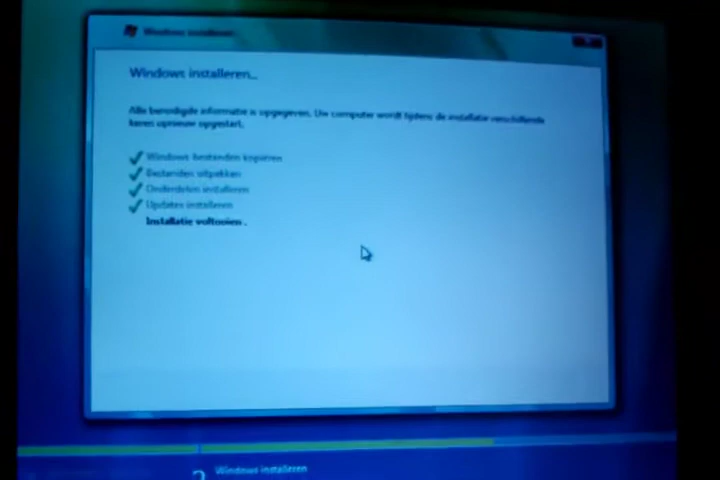 Windows installeren
Windows installeren...
Alle benodigde informatie is opgegeven. Uw computer wordt tijdens de installatie verschillende
keren opnieuw opgestart.
Windows bestanden kopiëren
Bestanden uitpakken
Onderdelen installeren
Updates installeren
Installatie voltooien .
2 Windows installeren